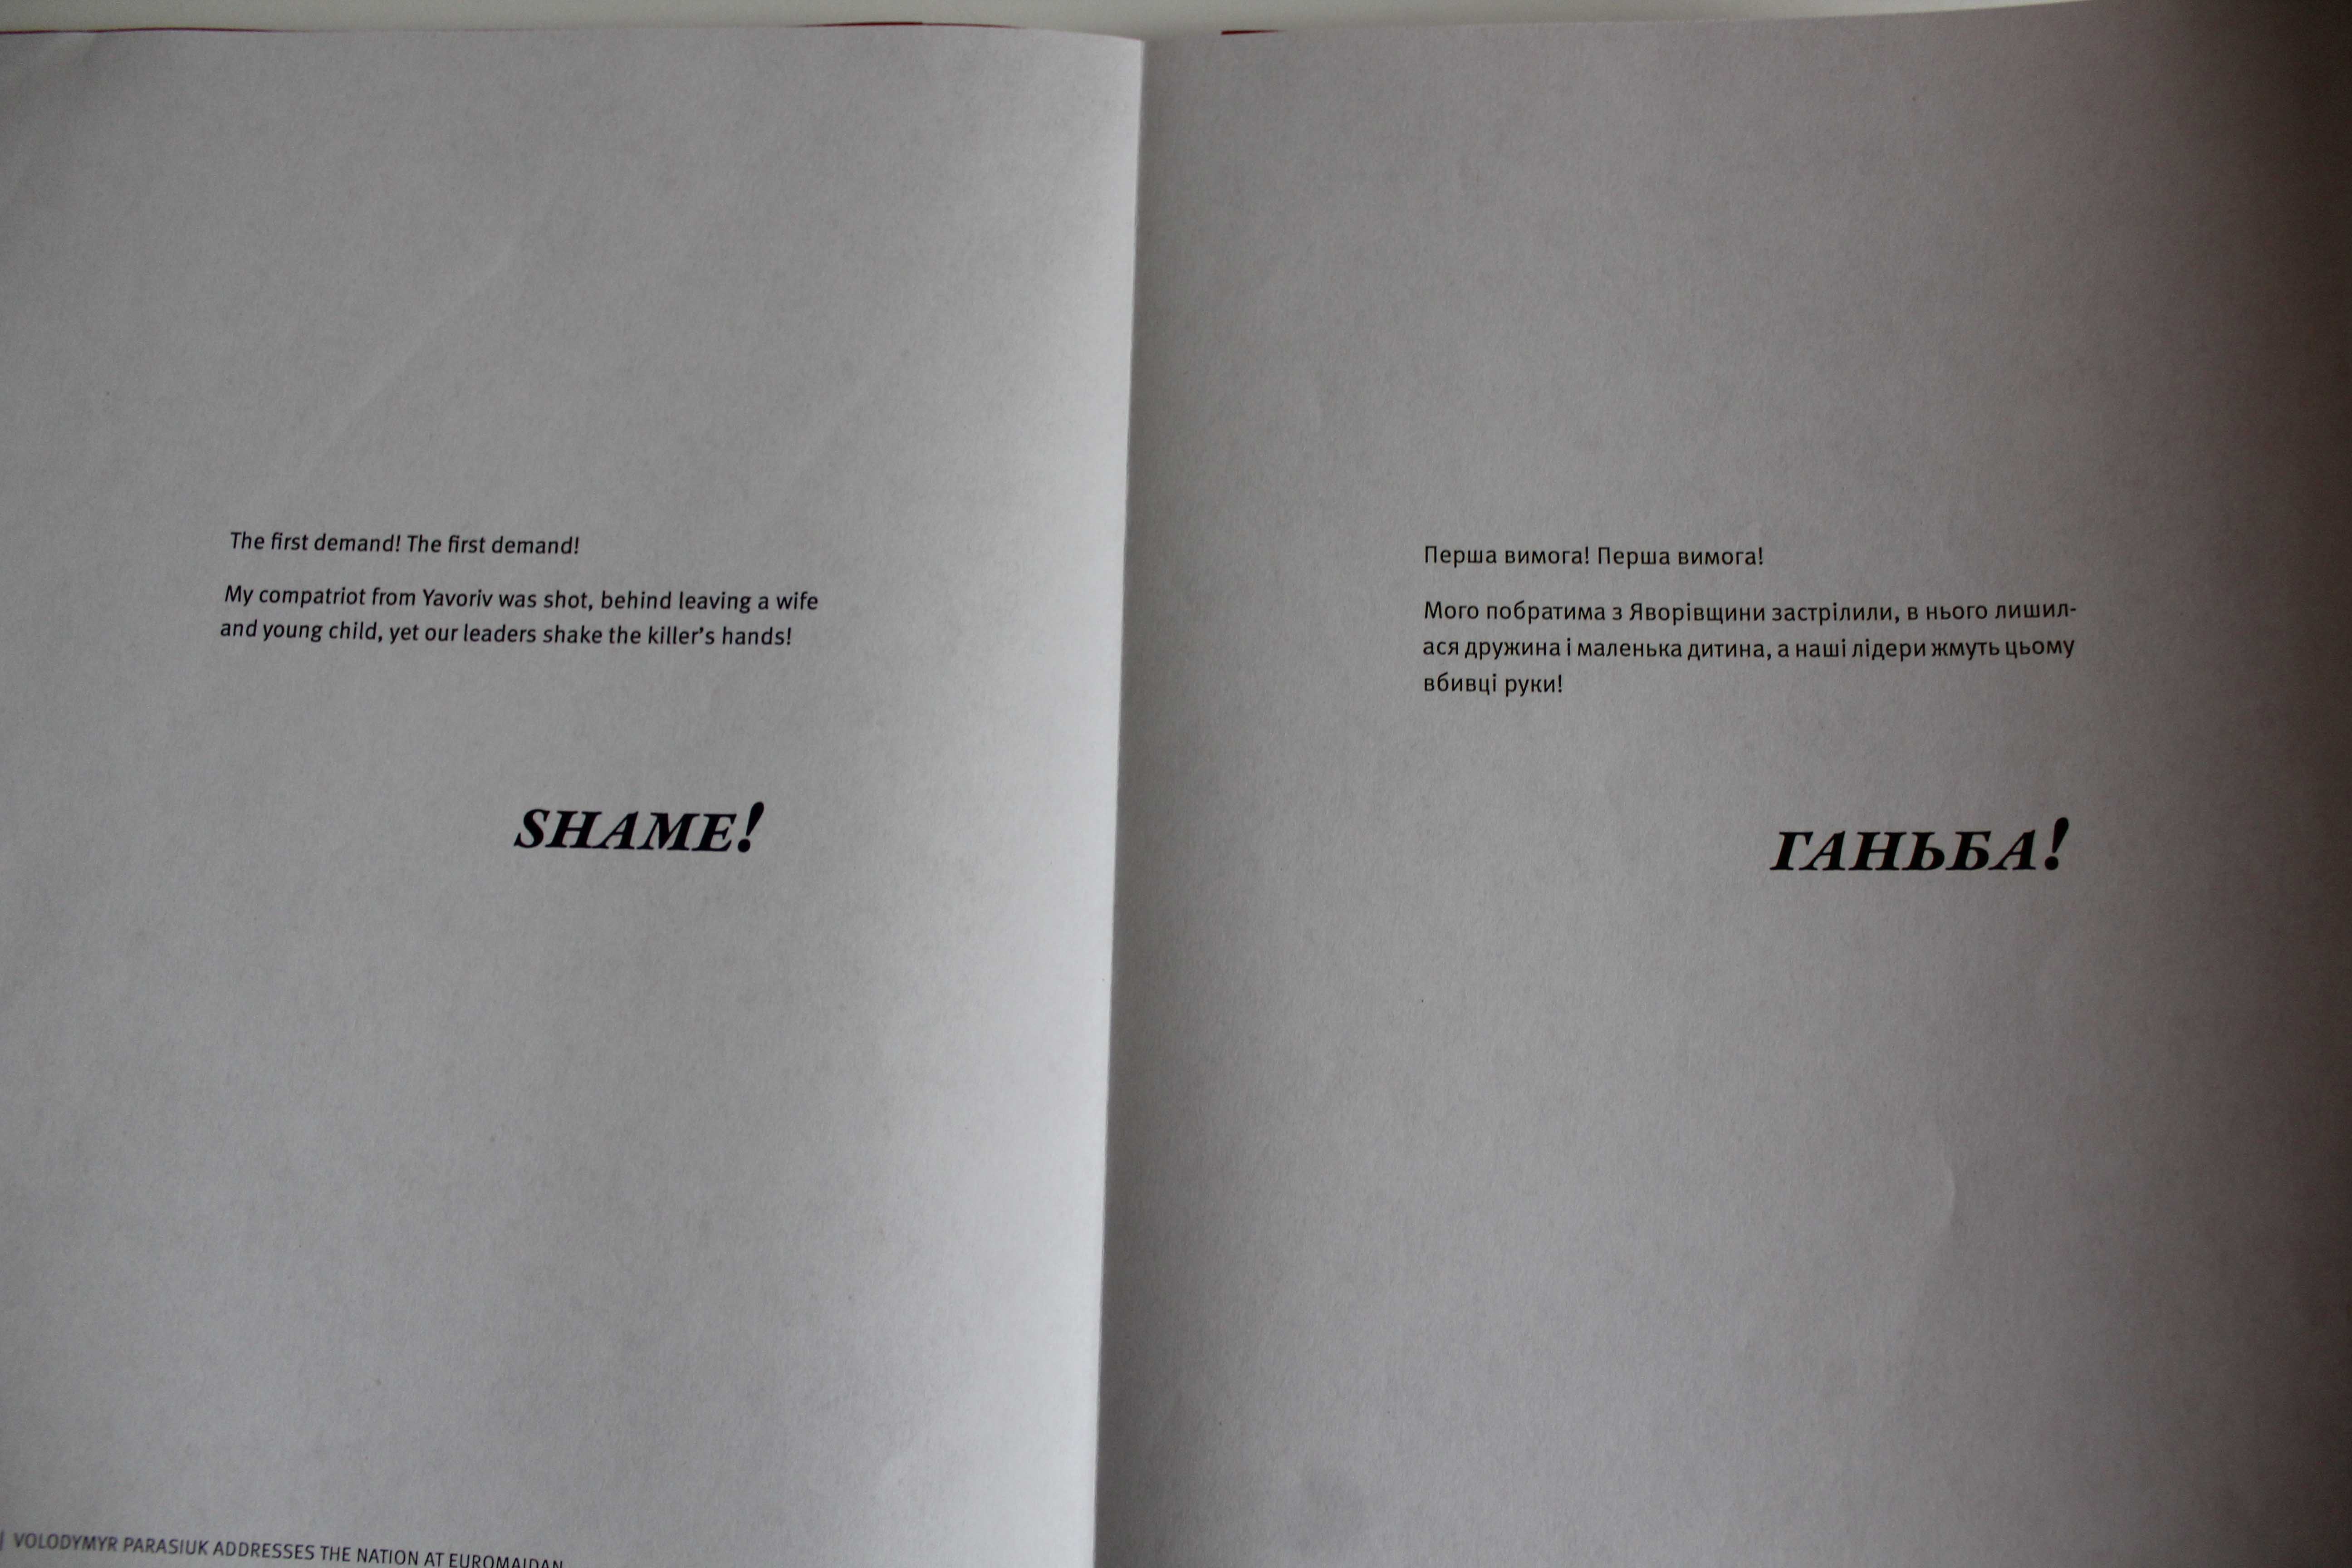 The first demand! The first demand!
My compatriot from Yavoriv was shot, behind leaving a wife
and young child, yet our leaders shake the killer’s hands!
SHAME!
| VOLODYMYR PARASIUK ADDRESSES THE NATION AT EUROMAIDAN
Перша вимога! Перша вимога!
Мого побратима з Яворівщини застрілили, в нього лишил-
ася дружина і маленька дитина, а наші лідери жмуть цьому
вбивці руки!
ГАНЬБА!